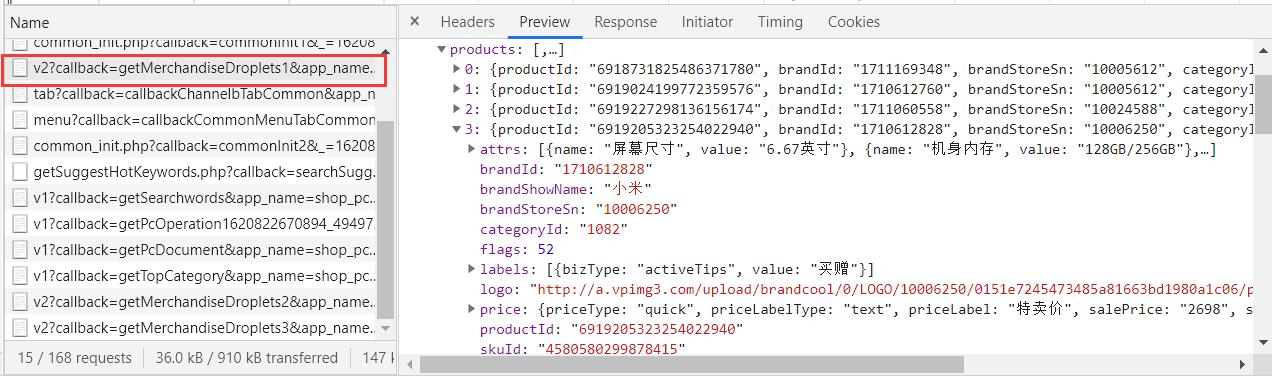 Name
Headers Preview Response Initiator Timing Cookies
common_init.php?callback=commonInit1&_=16208
v2?callback=getMerchandiseDroplets1&app_name...
tab?callback=callbackChannelbTabCommon&app_n
menu?callback=callbackCommonMenuTabCommon
common_init.php?callback=commonInit2&_=16208
getSuggestHotKeywords.php?callback=searchSugg.
v1?callback=getSearchwords&app_name=shop_pc..
v1?callback=getPcOperation1620822670894_49497.
v1?callback=getPcDocument&app_name=shop_pc...
v1?callback=getTopCategory&app_name=shop_pc...
v2?callback=getMerchandiseDroplets2&app_name...
v2?callback=getMerchandiseDroplets3&app_name...
15 / 168 requests 36.0 kB / 910 kB transferred 147 k
products: [,…]
0: {productId: "6918731825486371780", brandId: "1711169348", brandStoreSn: "10005612", categoryI
1: {productId: "6919024199772359576", brandId: "1710612760", brandStoreSn: "10005615", categoryI
2: {productId: "6919227298136156174", brandId: "1711060558", brandStoreSn: "10024588", categoryI
3: {productId: "6919205323254022940", brandId: "1710612828", brandStoreSn: "10006250", categoryI
attrs: [{name: "屏幕尺寸", value: "6.67英寸"}, {name: "机身内存", value: "128GB/256GB"},…]
brandId: "1710612828"
brandShowName: "小米"
brandStoreSn: "10006250"
categoryId: "1082"
flags: 52
labels: [{bizType: "activeTips", value: "买赠"}]
logo: "http://a.vpimg3.com/upload/brandcool/0/LOGO/10006250/0151e7245473485a81663bd1980a1c06/p
price: {priceType: "quick", priceLabelType: "text", priceLabel: "特卖价", salePrice: "2698", s
productId: "6919205323254022940"
skuId: "4580580299878415"